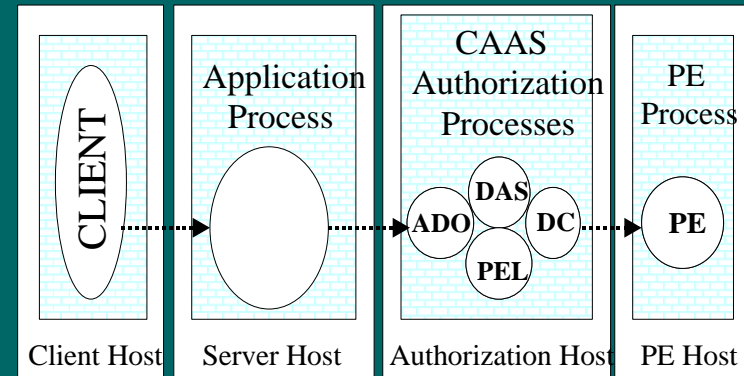 CLIENT
Client Host
Application
Process
Server Host
CAAS
Authorization
Processes
ADO
DAS
DC
PEL
Authorization Host
PE
Process
PE
PE Host